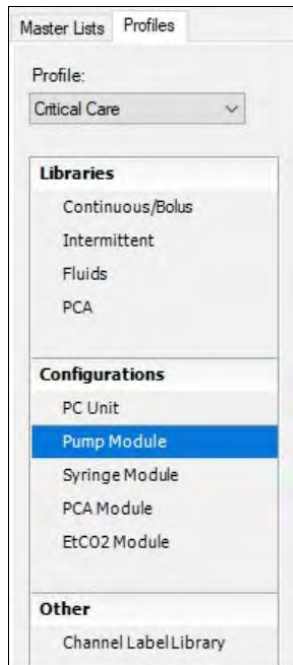 Master Lists Profiles
Profile:
Critical Care
Libraries
Continuous/Bolus
Intermittent
Fluids
PCA
Configurations
PC Unit
Pump Module
Syringe Module
PCA Module
EtCO2 Module
Other
Channel Label Library